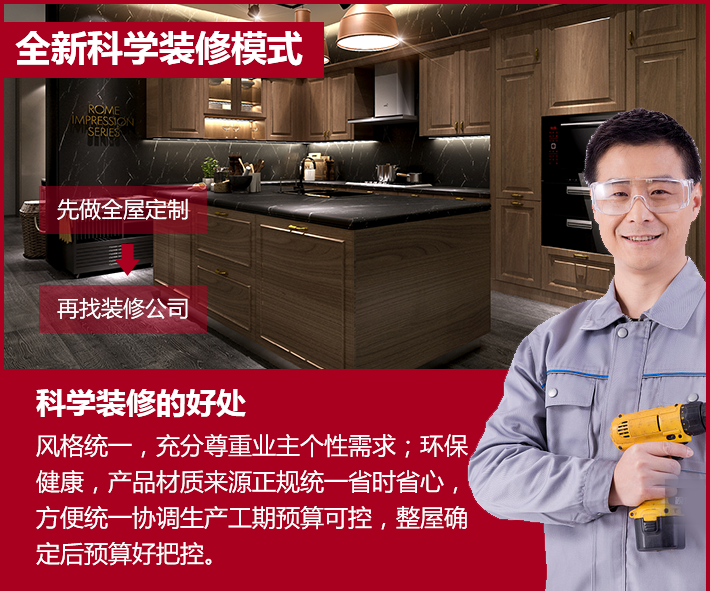 全新科学装修模式
ROME
IMPRESSION
SERIES
先做全屋定制
再找装修公司
科学装修的好处
风格统一，充分尊重业主个性需求；环保
健康，产品材质来源正规统一省时省心，
方便统一协调生产工期预算可控，整屋确
定后预算好把控。